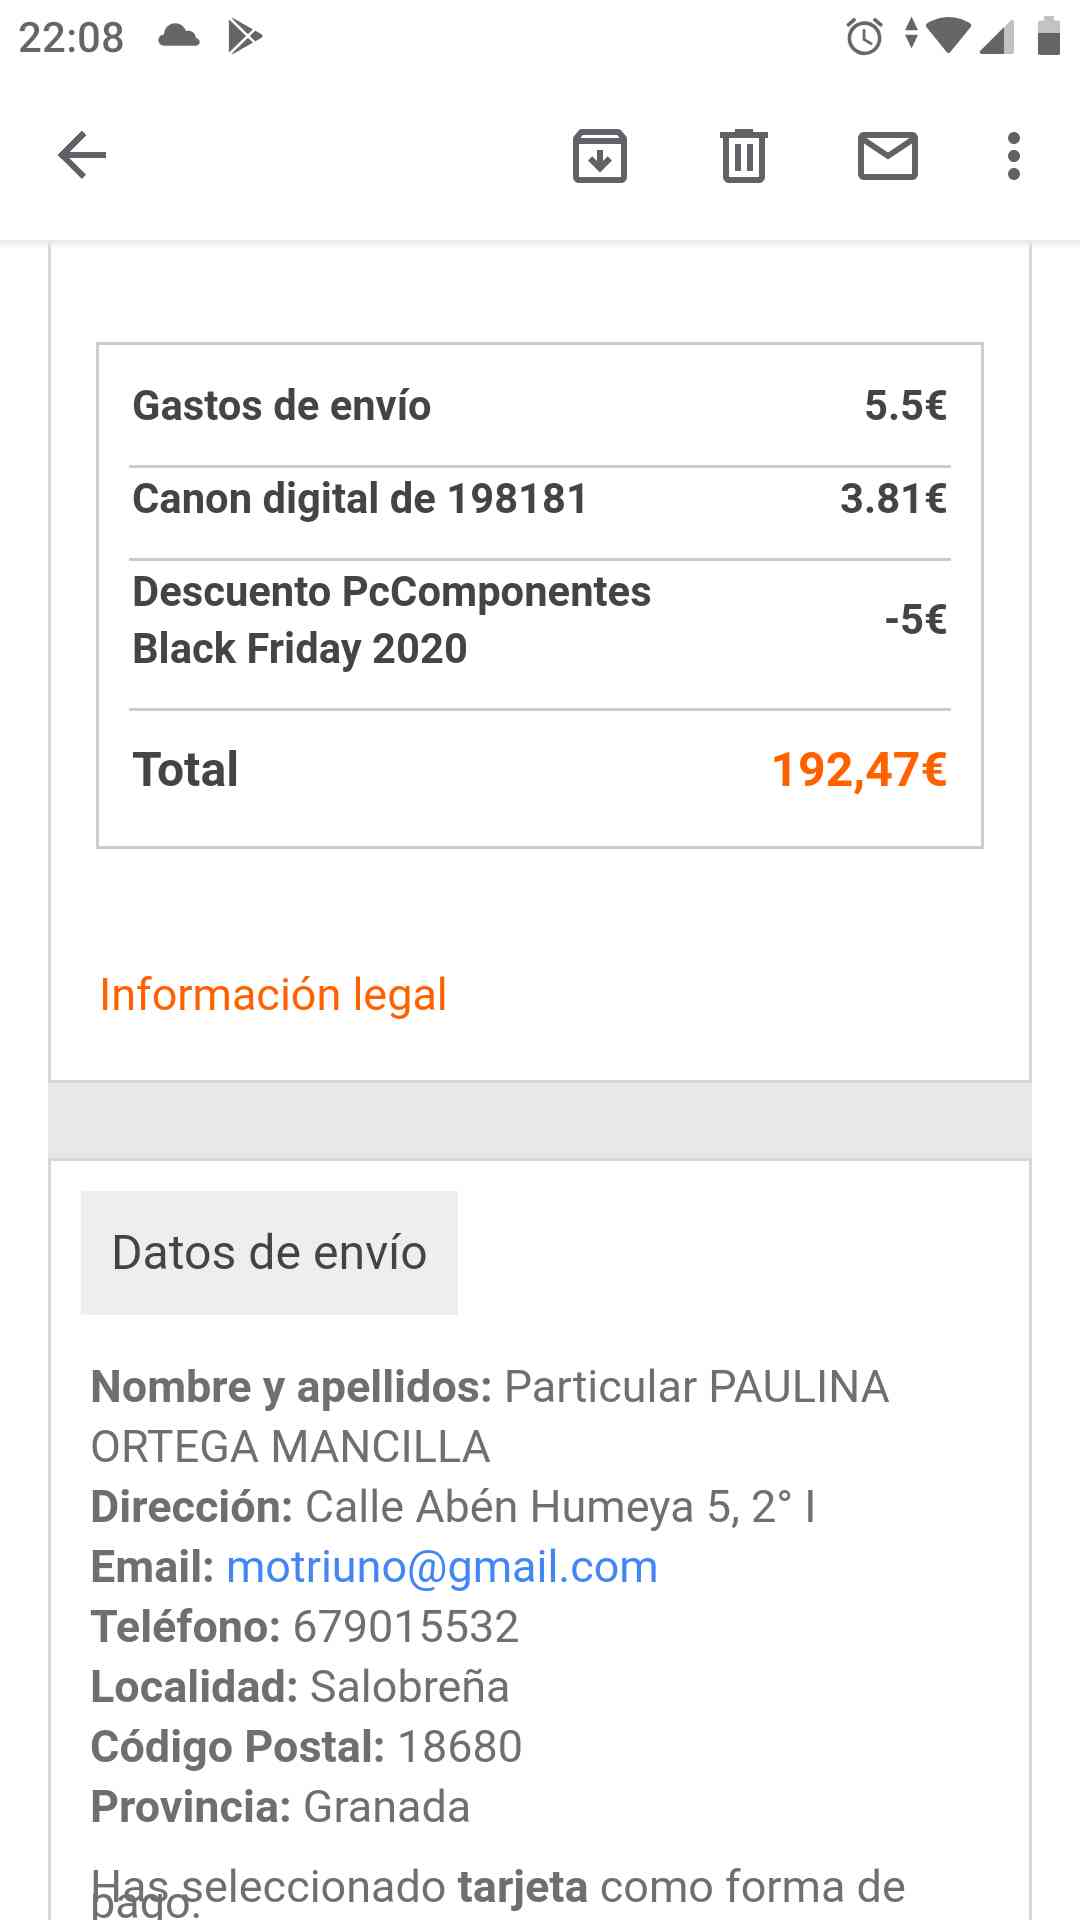 22:08
Gastos de envío 5.5€
Canon digital de 198181 3.81€
Descuento PcComponentes
Black Friday 2020 -5€
Total 192,47€
Información legal
Datos de envío
Nombre y apellidos: Particular PAULINA
ORTEGA MANCILLA
Dirección: Calle Abén Humeya 5, 2° I
Email: motriuno@gmail.com
Teléfono: 679015532
Localidad: Salobreña
Código Postal: 18680
Provincia: Granada
Has seleccionado tarjeta como forma de
pago.